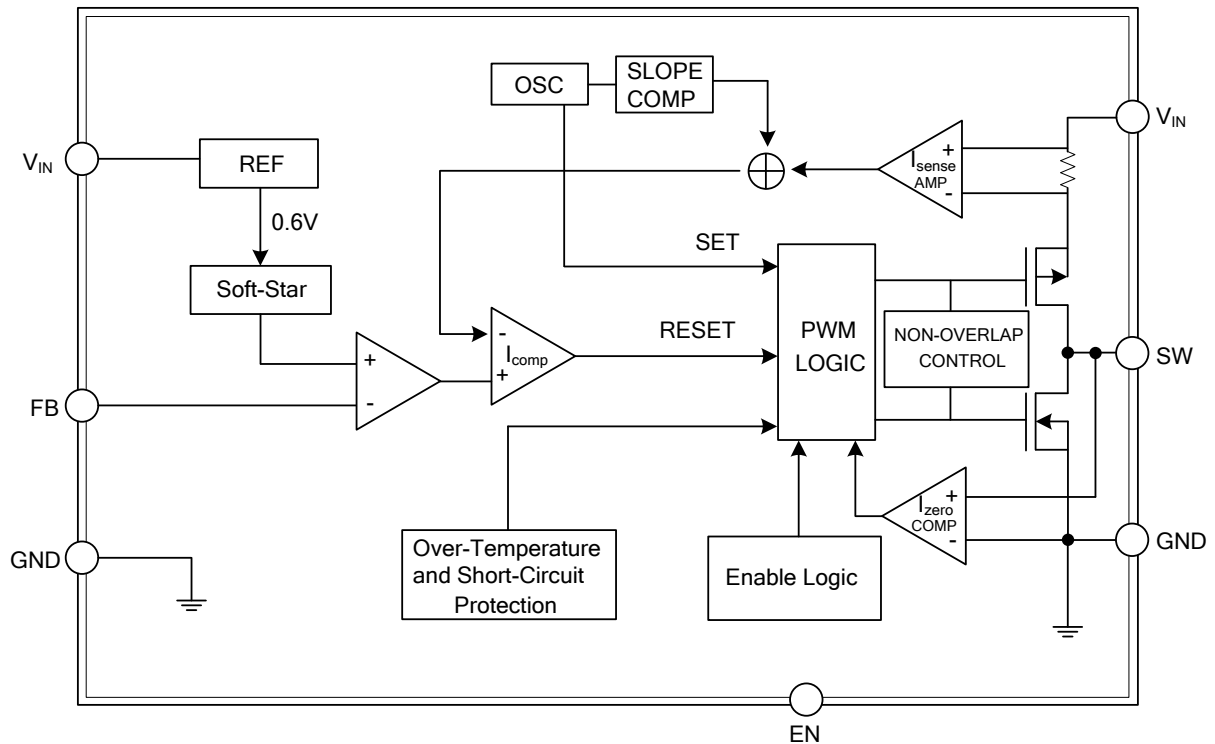 OSC
SLOPE
COMP
VIN
VIN
REF
+
Isense
AMP
-
0.6V
SET
Soft-Star
-
RESET
PWM
LOGIC
NON-OVERLAP
CONTROL
SW
+
Icomp
+
FB
-
Over-Temperature
and Short-Circuit
Protection
Enable Logic
+
Izero
COMP
-
GND
GND
EN